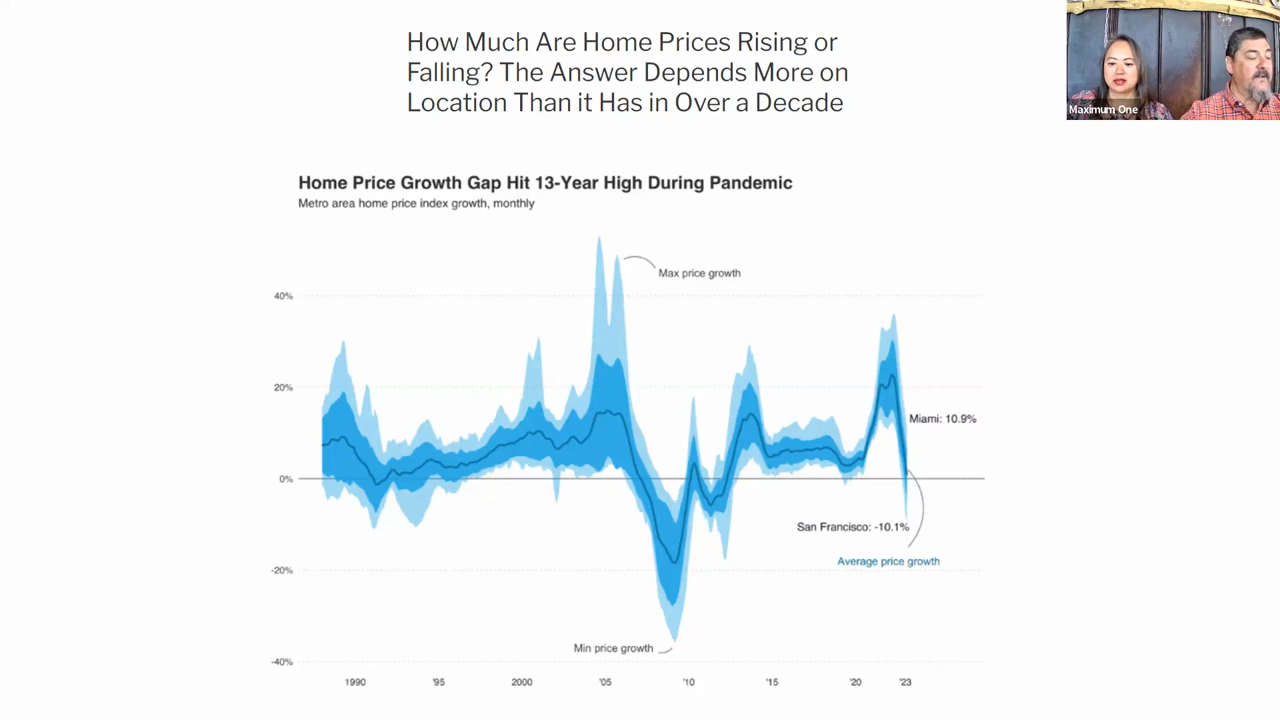 How Much Are Home Prices Rising or
Falling? The Answer Depends More on
Location Than it Has in Over a Decade
Maximum One
Home Price Growth Gap Hit 13-Year High During Pandemic
Metro area home price index growth, monthly
Max price growth
40%
20%
Miami: 10.9%
0%
San Francisco: -10.1%
Average price growth
-20%
Min price growth
-40%
1990 '95 2000 '05 '10 '15 '20 '23